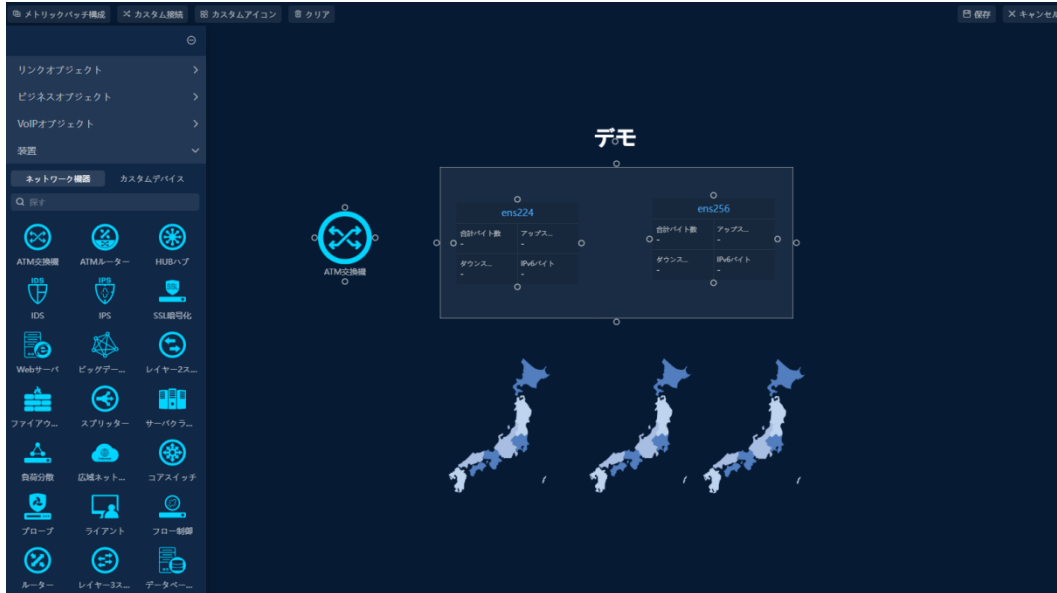 メトリックバッチ構成 カスタム接続 カスタムアイコン クリア 保存 キャンセル
リンクオブジェクト
ビジネスオブジェクト
VoIPオブジェクト
装置
ネットワーク機器 カスタムデバイス
探す
ATM交換機 ATMルーター HUBハブ
IDS
IPS
SSL
IDS IPS SSL暗号化
Webサーバ ビッグデー... レイヤー2ス...
ファイアウ... スプリッター サーバクラ...
負荷分散 広域ネット... コアスイッチ
プローブ ライアント フロー制御
ルーター レイヤー3ス... データベー...
デモ
ATM交換機
ens224
合計バイト数 アップス...
- -
ダウンス... IPv6バイト
- -
ens256
合計バイト数 アップス...
- -
ダウンス... IPv6バイト
- -